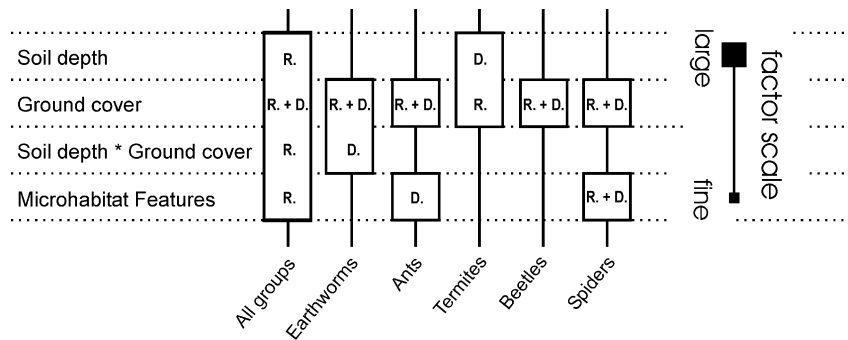 Soil depth R. D.
Ground cover R. + D. R. + D. R. + D. R. R. + D. R. + D.
Soil depth * Ground cover R. D.
Microhabitat Features R. D. R. + D.
All groups
Earthworms
Ants
Termites
Beetles
Spiders
large
fine
factor scale